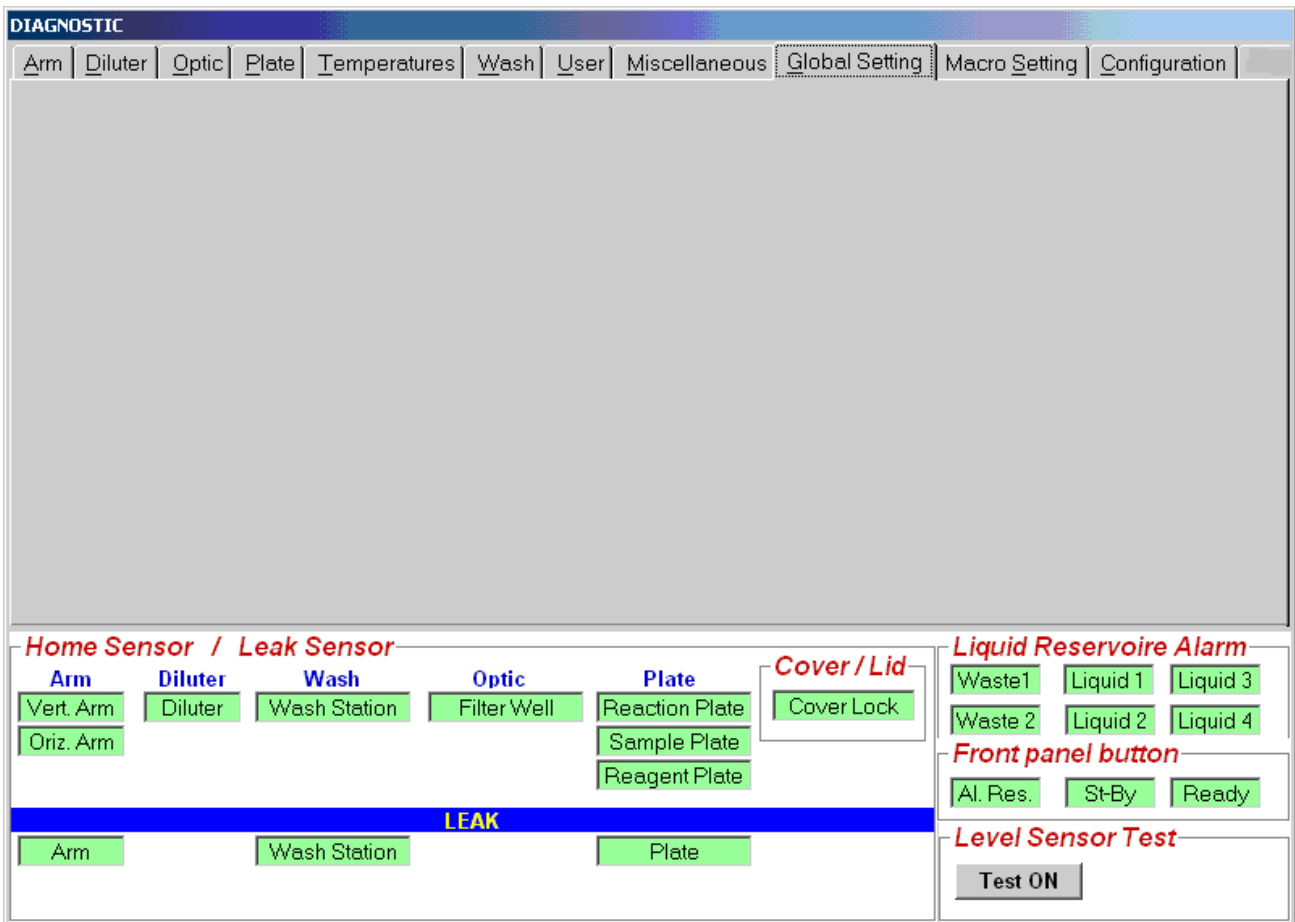 DIAGNOSTIC
Arm Diluter Optic Plate Temperatures Wash User Miscellaneous Global Setting Macro Setting Configuration
Home Sensor / Leak Sensor
Arm Diluter Wash Optic Plate
Vert. Arm Diluter Wash Station Filter Well Reaction Plate
Oriz. Arm Sample Plate
Reagent Plate
Cover / Lid
Cover Lock
LEAK
Arm Wash Station Plate
Liquid Reservoire Alarm
Waste1 Liquid 1 Liquid 3
Waste 2 Liquid 2 Liquid 4
Front panel button
Al. Res. St-By Ready
Level Sensor Test
Test ON